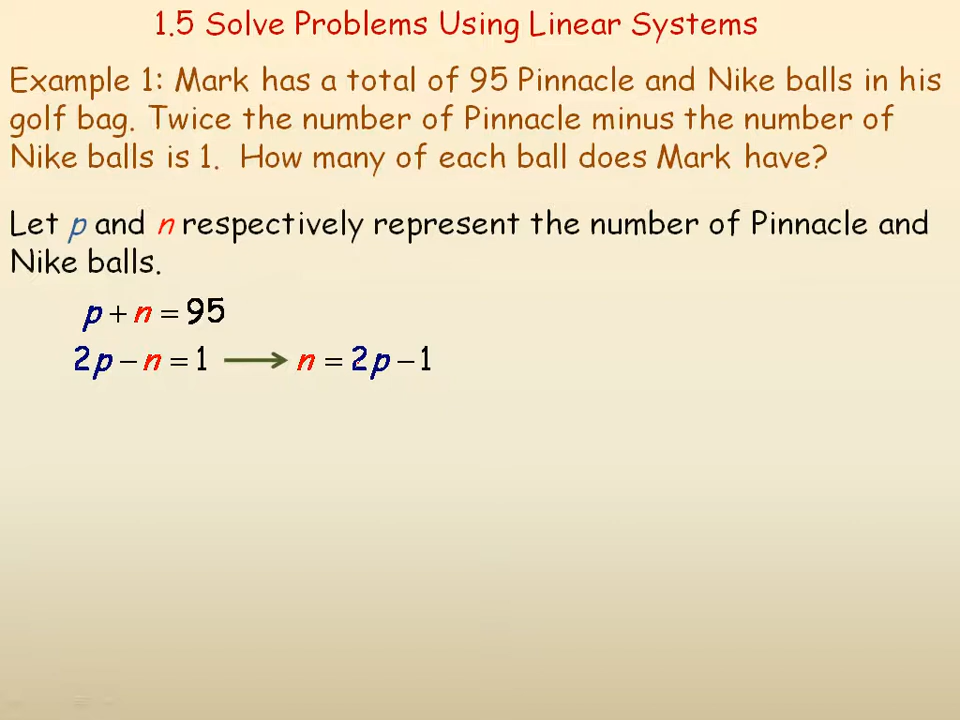 1.5 Solve Problems Using Linear Systems
Example 1: Mark has a total of 95 Pinnacle and Nike balls in his
golf bag. Twice the number of Pinnacle minus the number of
Nike balls is 1. How many of each ball does Mark have?
Let p and n respectively represent the number of Pinnacle and
Nike balls.
p + n = 95
2p − n = 1 ⟶ n = 2p − 1